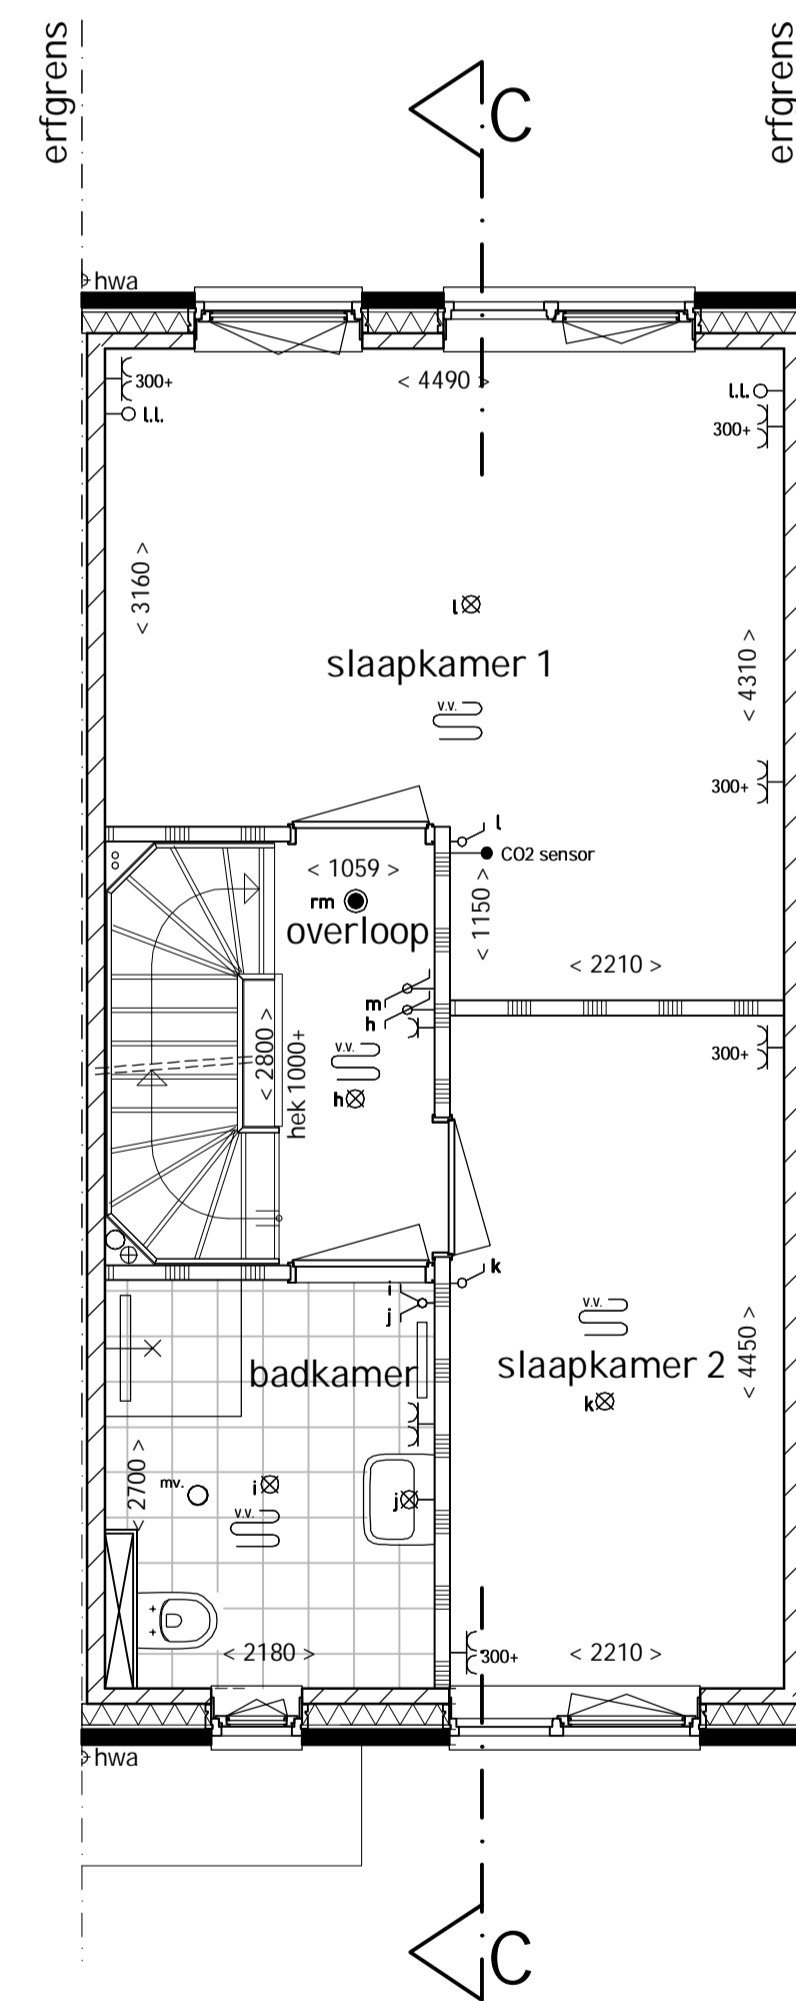 erfgrens
erfgrens
C
hwa
300+
l.l.
< 4490 >
l.l.
300+
< 3160 >
l
slaapkamer 1
v.v.
< 4310 >
300+
l
CO2 sensor
< 1059 >
rm
overloop
< 1150 >
< 2210 >
m
h
v.v.
h
< 2800 >
hek 1000+
300+
k
i
j
badkamer
v.v.
slaapkamer 2
k
< 4450 >
< 2700 >
mv.
i
v.v.
j
< 2180 >
300+
< 2210 >
hwa
C